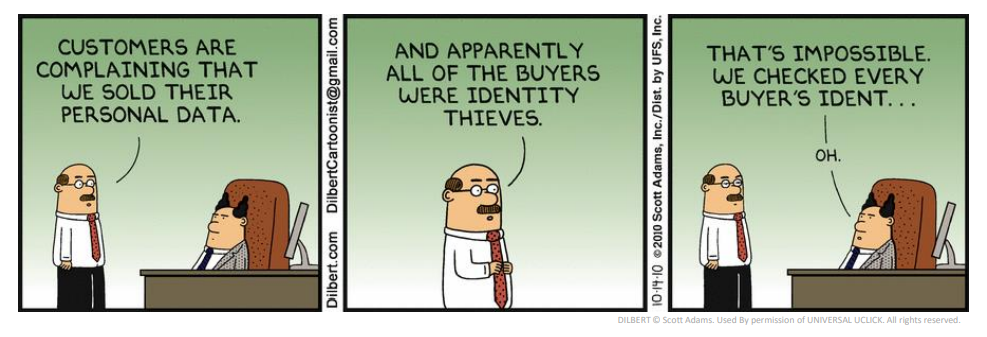 CUSTOMERS ARE
COMPLAINING THAT
WE SOLD THEIR
PERSONAL DATA.
Dilbert.com DilbertCartoonist@gmail.com
AND APPARENTLY
ALL OF THE BUYERS
WERE IDENTITY
THIEVES.
10-14-10 ©2010 Scott Adams, Inc./Dist. by UFS, Inc.
THAT'S IMPOSSIBLE.
WE CHECKED EVERY
BUYER'S IDENT...
OH.
DILBERT © Scott Adams. Used By permission of UNIVERSAL UCLICK. All rights reserved.